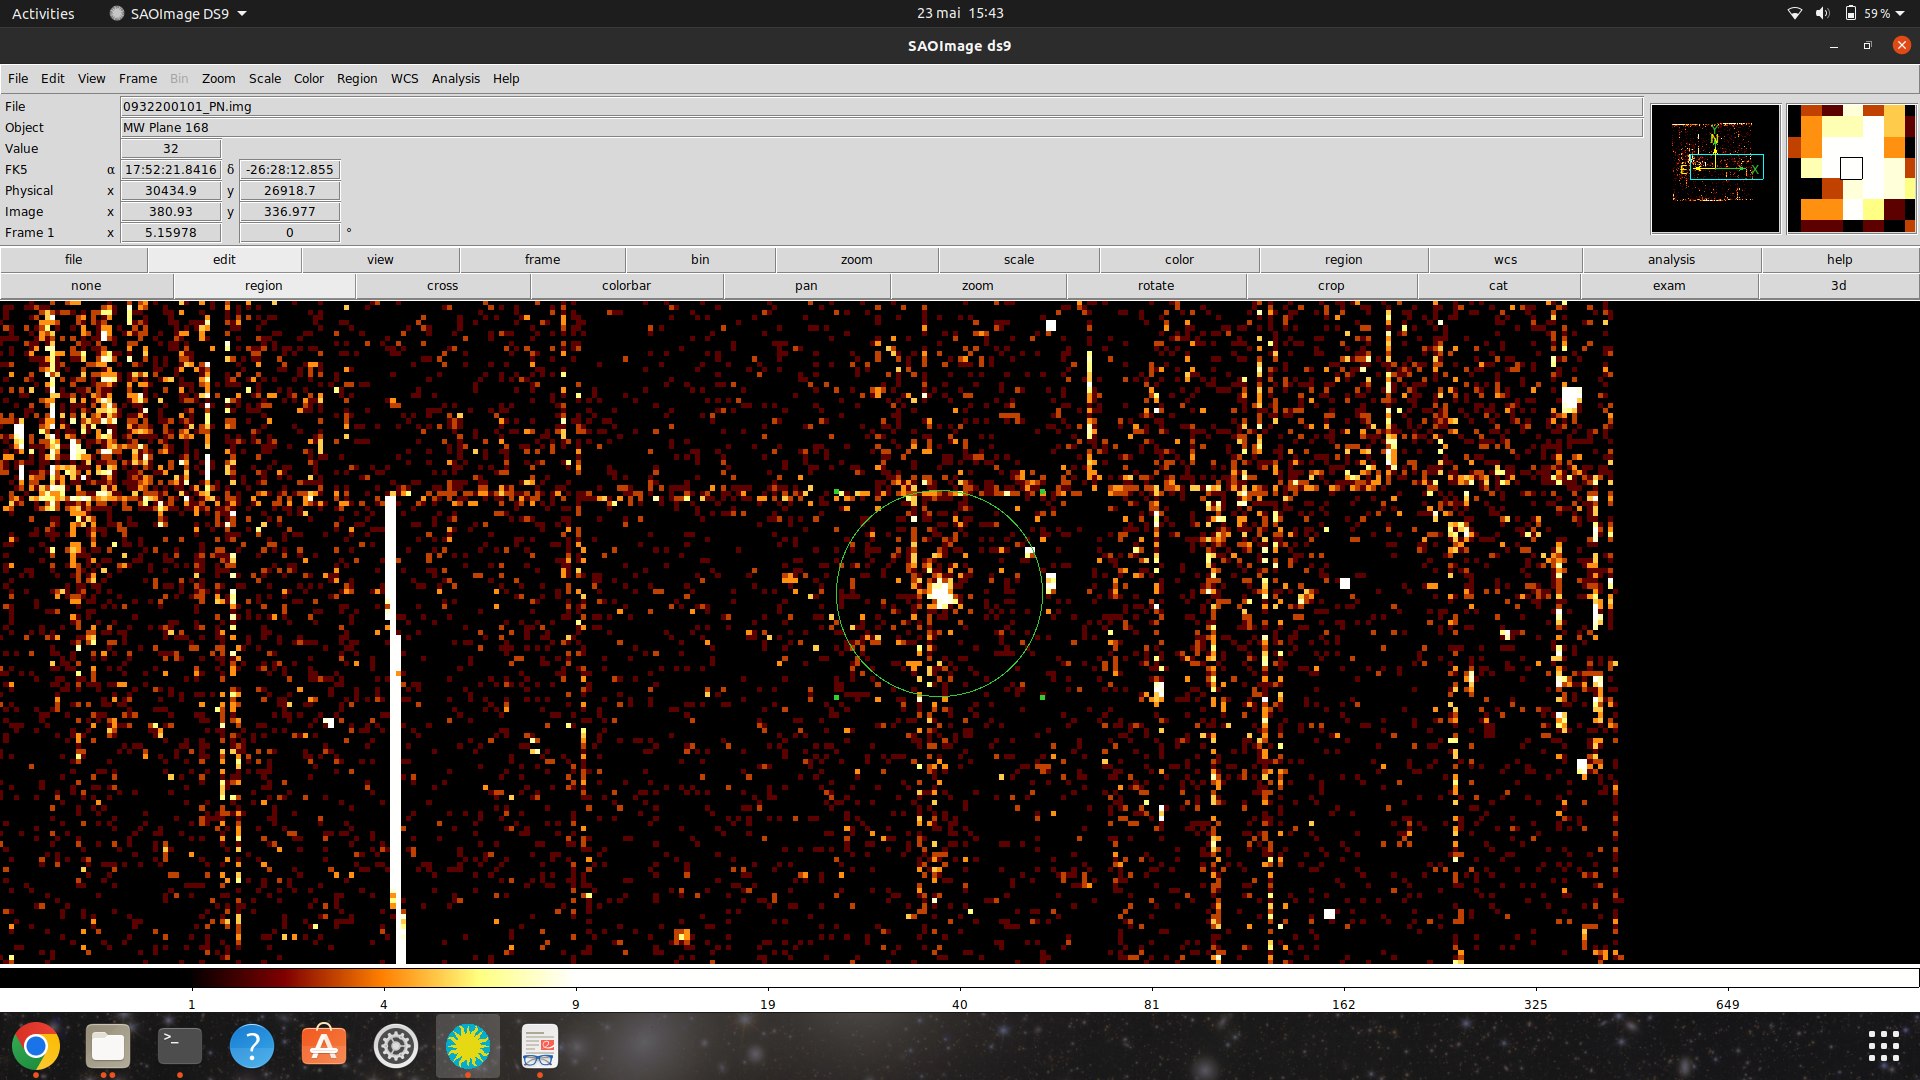 Activities SAOImage DS9 23 mai 15:43 59 %
SAOImage ds9
File Edit View Frame Bin Zoom Scale Color Region WCS Analysis Help
File 0932200101_PN.img
Object MW Plane 168
Value 32
FK5 α 17:52:21.8416 δ -26:28:12.855
Physical x 30434.9 y 26918.7
Image x 380.93 y 336.977
Frame 1 x 5.15978 0 °
Y
N
E
X
file edit view frame bin zoom scale color region wcs analysis help
none region cross colorbar pan zoom rotate crop cat exam 3d
1 4 9 19 40 81 162 325 649